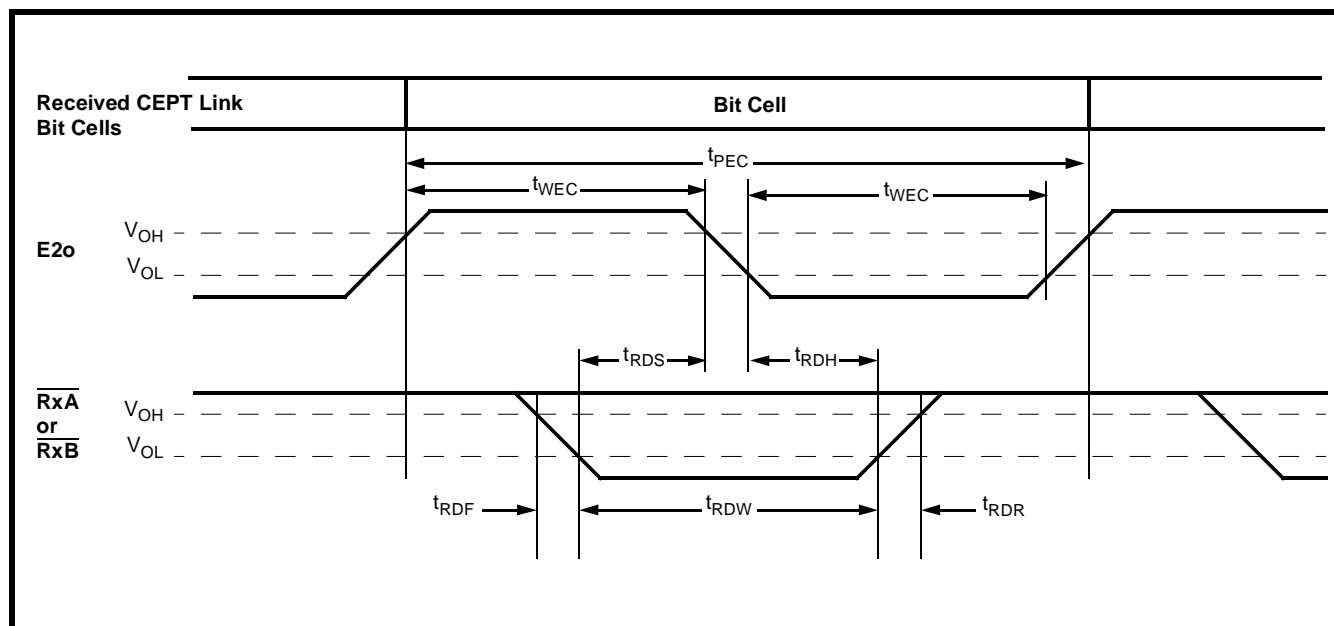 Received CEPT Link
Bit Cells
Bit Cell
tPEC
tWEC
tWEC
E2o
VOH
VOL
tRDS
tRDH
RxA
or
RxB
VOH
VOL
tRDF
tRDW
tRDR